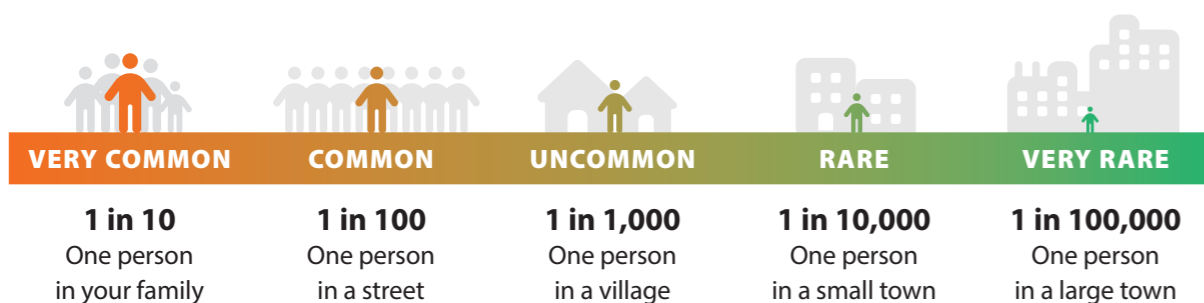 VERY COMMON
COMMON
UNCOMMON
RARE
VERY RARE
1 in 10
One person
in your family
1 in 100
One person
in a street
1 in 1,000
One person
in a village
1 in 10,000
One person
in a small town
1 in 100,000
One person
in a large town